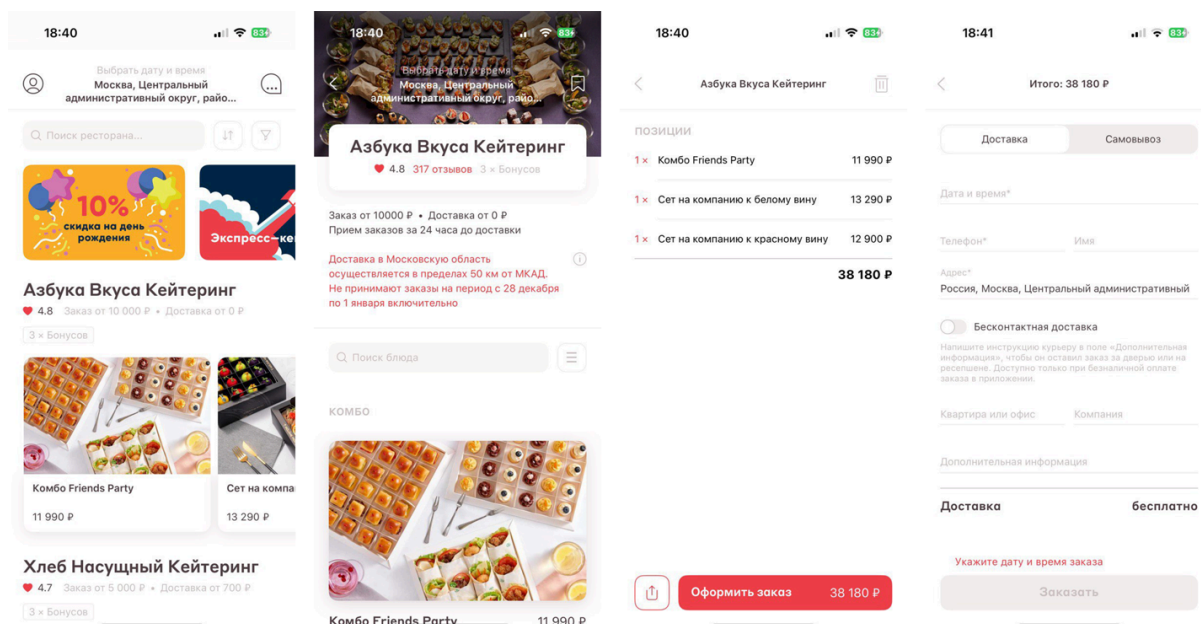 18:40
83
Выбрать дату и время
Москва, Центральный
административный округ, райо...
Поиск ресторана...
10%
скидка на день
рождения
Экспресс-ке
Азбука Вкуса Кейтеринг
4.8 Заказ от 10 000 ₽ • Доставка от 0 ₽
3 × Бонусов
Комбо Friends Party
11 990 ₽
Сет на компа
13 290 ₽
Хлеб Насущный Кейтеринг
4.7 Заказ от 5 000 ₽ • Доставка от 700 ₽
3 × Бонусов
18:40
83
Выбрать дату и время
Москва, Центральный
административный округ, райо...
Азбука Вкуса Кейтеринг
4.8 317 отзывов 3 × Бонусов
Заказ от 10000 ₽ • Доставка от 0 ₽
Прием заказов за 24 часа до доставки
Доставка в Московскую область
осуществляется в пределах 50 км от МКАД.
Не принимают заказы на период с 28 декабря
по 1 января включительно
Поиск блюда
КОМБО
Комбо Friends Party 11 990 ₽
18:40
83
Азбука Вкуса Кейтеринг
ПОЗИЦИИ
1 × Комбо Friends Party 11 990 ₽
1 × Сет на компанию к белому вину 13 290 ₽
1 × Сет на компанию к красному вину 12 900 ₽
38 180 ₽
Оформить заказ 38 180 ₽
18:41
83
Итого: 38 180 ₽
Доставка Самовывоз
Дата и время*
Телефон* Имя
Адрес*
Россия, Москва, Центральный административный
Бесконтактная доставка
Напишите инструкцию курьеру в поле «Дополнительная
информация», чтобы он оставил заказ за дверью или на
ресепшене. Доступно только при безналичной оплате
заказа в приложении.
Квартира или офис Компания
Дополнительная информация
Доставка бесплатно
Укажите дату и время заказа
Заказать